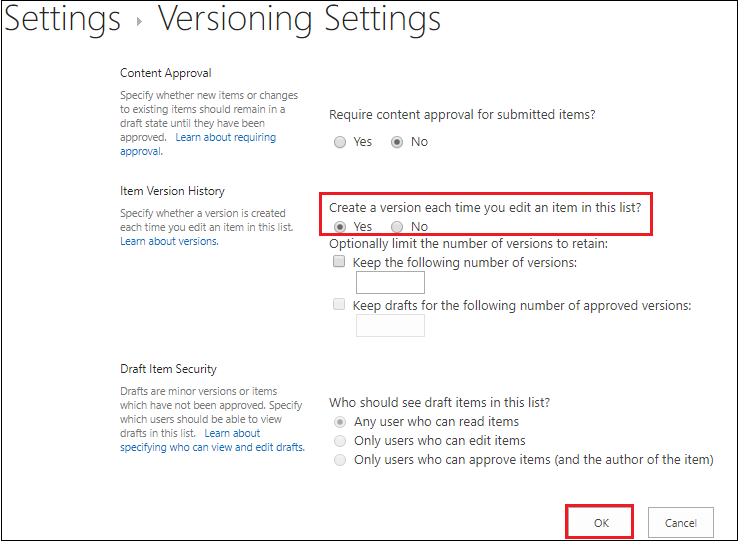 Settings › Versioning Settings
Content Approval
Specify whether new items or changes
to existing items should remain in a
draft state until they have been
approved. Learn about requiring
approval.
Require content approval for submitted items?
Yes No
Item Version History
Specify whether a version is created
each time you edit an item in this list.
Learn about versions.
Create a version each time you edit an item in this list?
Yes No
Optionally limit the number of versions to retain:
Keep the following number of versions:
Keep drafts for the following number of approved versions:
Draft Item Security
Drafts are minor versions or items
which have not been approved. Specify
which users should be able to view
drafts in this list. Learn about
specifying who can view and edit drafts.
Who should see draft items in this list?
Any user who can read items
Only users who can edit items
Only users who can approve items (and the author of the item)
OK Cancel